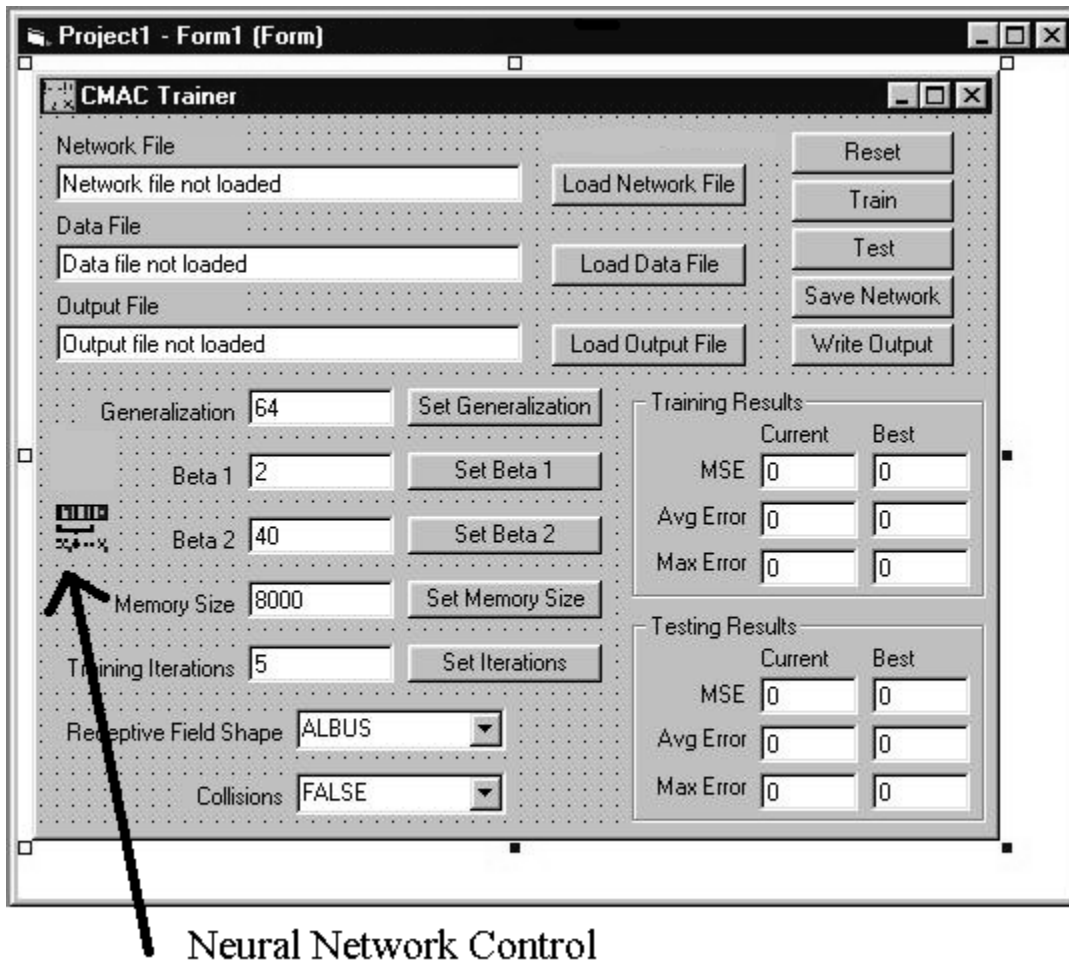 Project1 - Form1 (Form)
CMAC Trainer
Network File
Network file not loaded
Load Network File
Reset
Train
Data File
Data file not loaded
Load Data File
Test
Save Network
Output File
Output file not loaded
Load Output File
Write Output
Generalization
64
Set Generalization
Beta 1
2
Set Beta 1
Beta 2
40
Set Beta 2
Memory Size
8000
Set Memory Size
Training Iterations
5
Set Iterations
Receptive Field Shape
ALBUS
Collisions
FALSE
Training Results
Current Best
MSE 0 0
Avg Error 0 0
Max Error 0 0
Testing Results
Current Best
MSE 0 0
Avg Error 0 0
Max Error 0 0
Neural Network Control